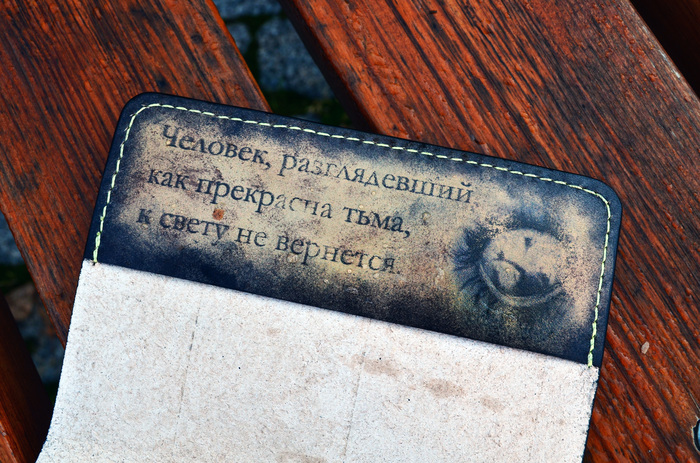 Человек, разглядевший,
как прекрасна тьма,
к свету не вернется.